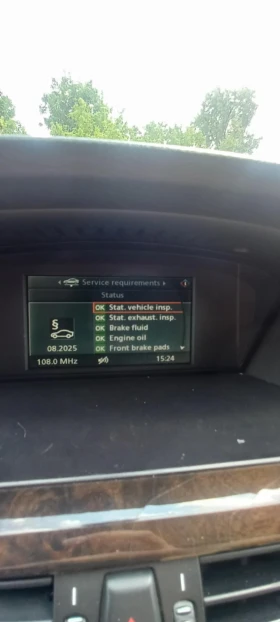 Service requirements
Status
OK Stat. vehicle insp.
OK Stat. exhaust. insp.
OK Brake fluid
OK Engine oil
OK Front brake pads
§
08.2025
108.0 MHz 15:24